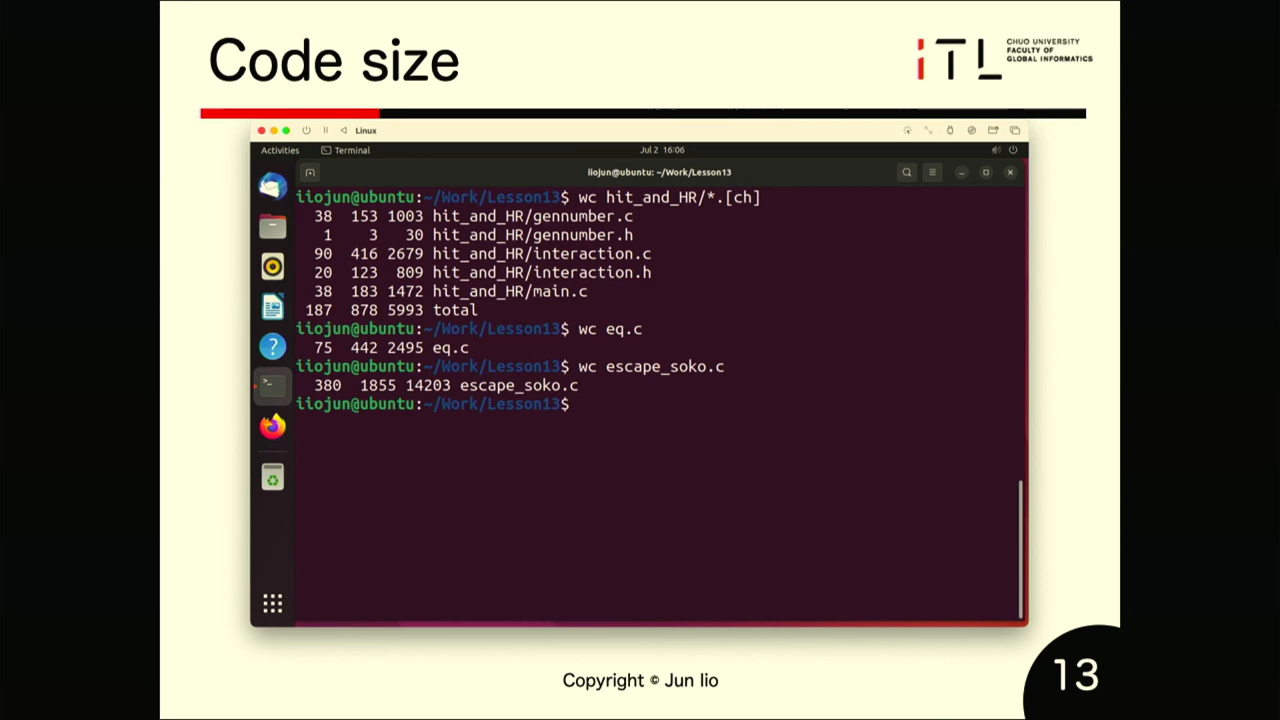 Code size
iTL
CHUO UNIVERSITY
FACULTY OF
GLOBAL INFORMATICS
Linux
Activities Terminal Jul 2 16:06
iiojun@ubuntu: ~/Work/Lesson13
iiojun@ubuntu:~/Work/Lesson13$ wc hit_and_HR/*.[ch]
38 153 1003 hit_and_HR/gennumber.c
1 3 30 hit_and_HR/gennumber.h
90 416 2679 hit_and_HR/interaction.c
20 123 809 hit_and_HR/interaction.h
38 183 1472 hit_and_HR/main.c
187 878 5993 total
iiojun@ubuntu:~/Work/Lesson13$ wc eq.c
75 442 2495 eq.c
iiojun@ubuntu:~/Work/Lesson13$ wc escape_soko.c
380 1855 14203 escape_soko.c
iiojun@ubuntu:~/Work/Lesson13$
Copyright © Jun Iio
13